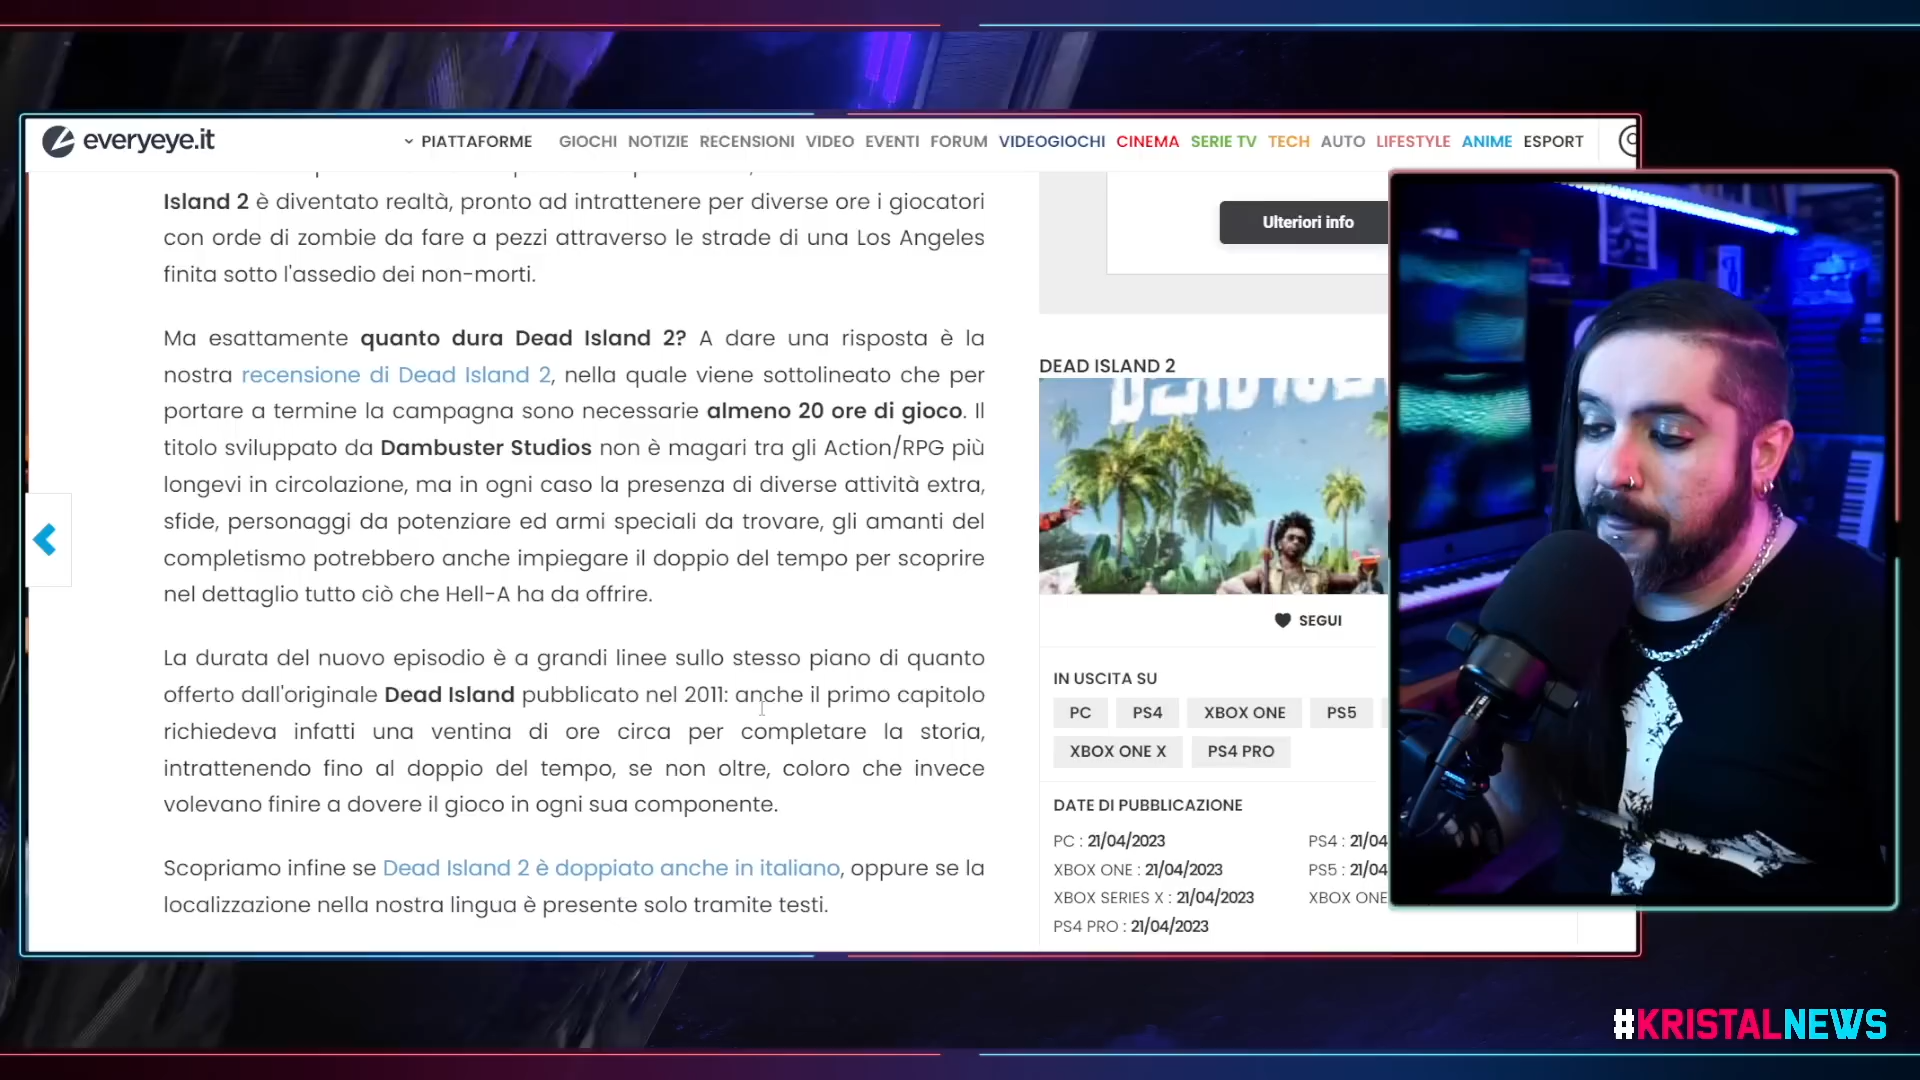 everyeye.it
PIATTAFORME GIOCHI NOTIZIE RECENSIONI VIDEO EVENTI FORUM VIDEOGIOCHI CINEMA SERIE TV TECH AUTO LIFESTYLE ANIME ESPORT
Island 2 è diventato realtà, pronto ad intrattenere per diverse ore i giocatori
con orde di zombie da fare a pezzi attraverso le strade di una Los Angeles
finita sotto l'assedio dei non-morti.
Ma esattamente quanto dura Dead Island 2? A dare una risposta è la
nostra recensione di Dead Island 2, nella quale viene sottolineato che per
portare a termine la campagna sono necessarie almeno 20 ore di gioco. Il
titolo sviluppato da Dambuster Studios non è magari tra gli Action/RPG più
longevi in circolazione, ma in ogni caso la presenza di diverse attività extra,
sfide, personaggi da potenziare ed armi speciali da trovare, gli amanti del
completismo potrebbero anche impiegare il doppio del tempo per scoprire
nel dettaglio tutto ciò che Hell-A ha da offrire.
La durata del nuovo episodio è a grandi linee sullo stesso piano di quanto
offerto dall'originale Dead Island pubblicato nel 2011: anche il primo capitolo
richiedeva infatti una ventina di ore circa per completare la storia,
intrattenendo fino al doppio del tempo, se non oltre, coloro che invece
volevano finire a dovere il gioco in ogni sua componente.
Scopriamo infine se Dead Island 2 è doppiato anche in italiano, oppure se la
localizzazione nella nostra lingua è presente solo tramite testi.
Ulteriori info
DEAD ISLAND 2
SEGUI
IN USCITA SU
PC PS4 XBOX ONE PS5
XBOX ONE X PS4 PRO
DATE DI PUBBLICAZIONE
PC : 21/04/2023 PS4 : 21/04
XBOX ONE : 21/04/2023 PS5 : 21/04
XBOX SERIES X : 21/04/2023 XBOX ONE
PS4 PRO : 21/04/2023
#KRISTALNEWS